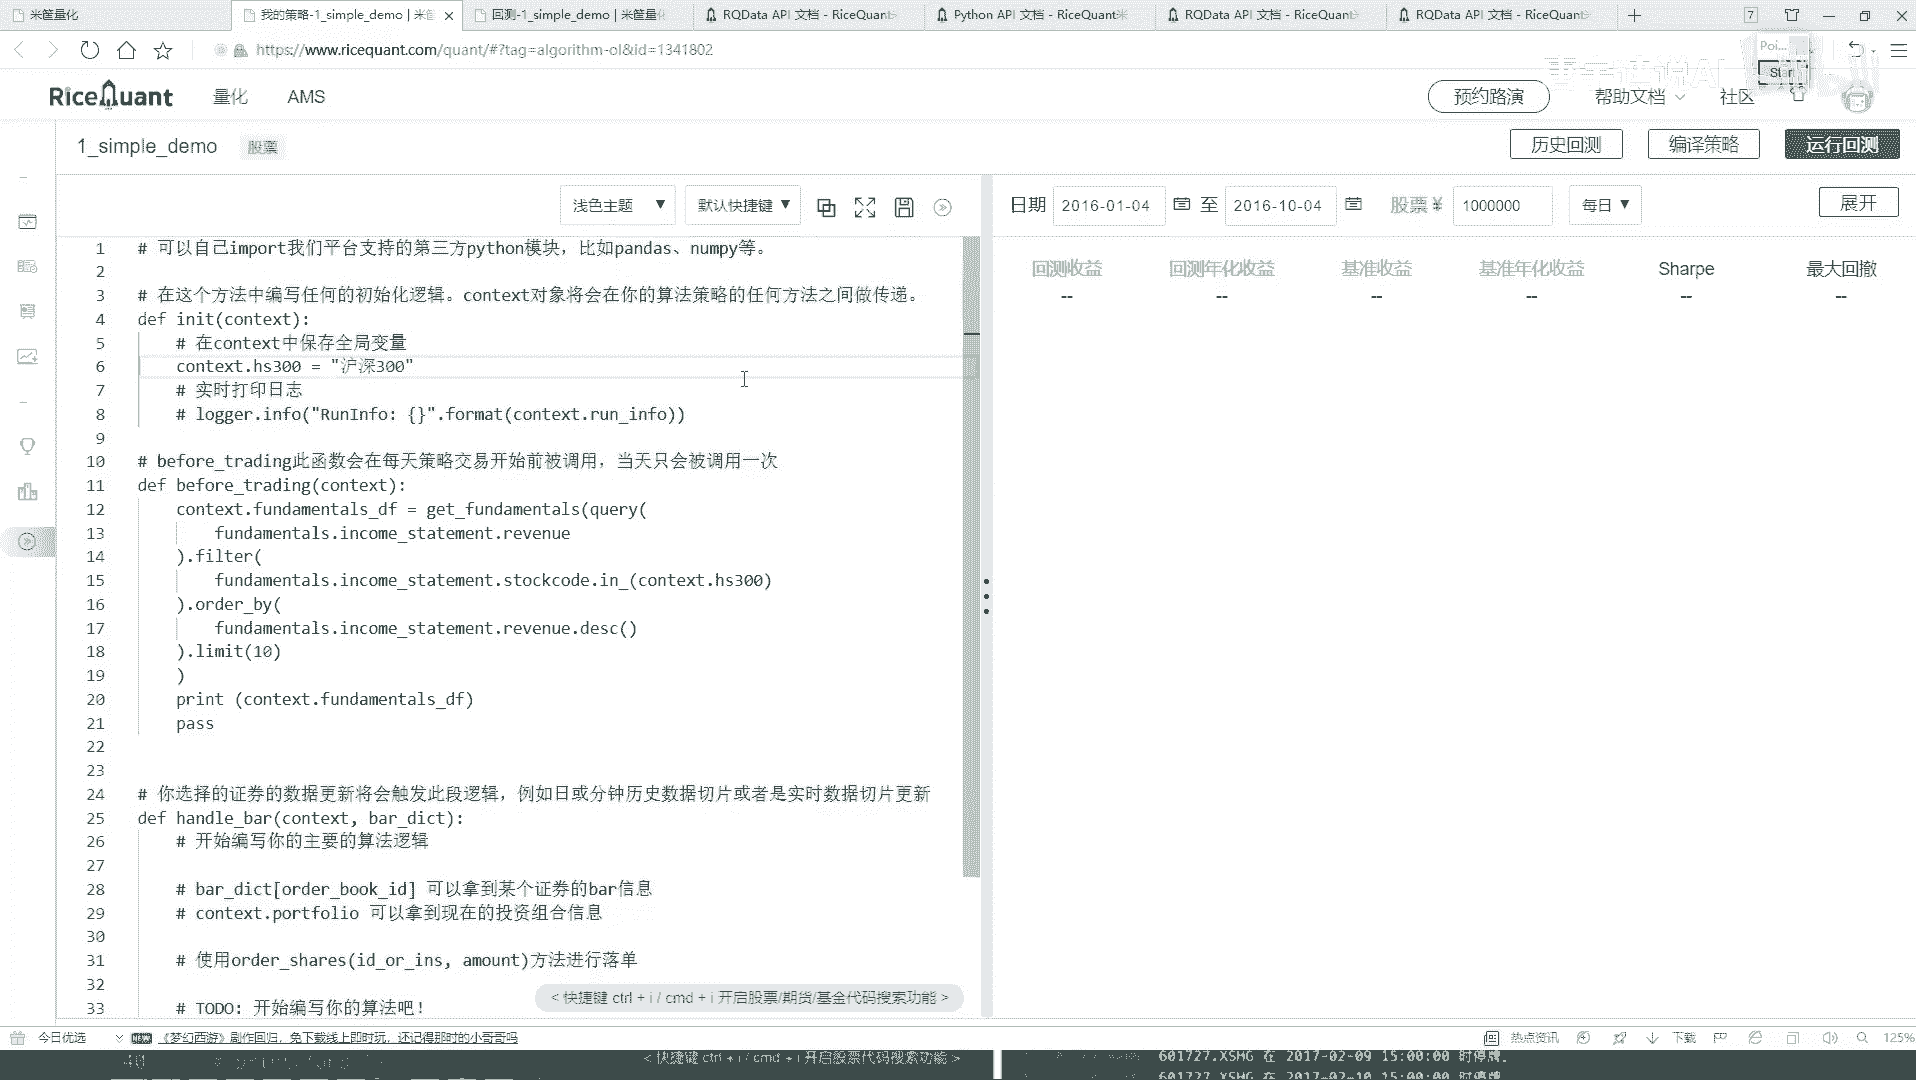 米筐量化
我的策略-1_simple_demo | 米筐
回测-1_simple_demo | 米筐量化
RQData API 文档 - RiceQuant
Python API 文档 - RiceQuant米
RQData API 文档 - RiceQuant
RQData API 文档 - RiceQuant
7
https://www.ricequant.com/quant/#?tag=algorithm-ol&id=1341802
Poi...
Star
RiceQuant
量化
AMS
预约路演
帮助文档
社区
1_simple_demo
股票
历史回测
编译策略
运行回测
浅色主题 ▼
默认快捷键 ▼
日期 2016-01-04 至 2016-10-04 股票 ¥ 1000000 每日 ▼ 展开
回测收益 回测年化收益 基准收益 基准年化收益 Sharpe 最大回撤
-- -- -- -- -- --
1 # 可以自己import我们平台支持的第三方python模块，比如pandas、numpy等。
2
3 # 在这个方法中编写任何的初始化逻辑。context对象将会在你的算法策略的任何方法之间做传递。
4 def init(context):
5 # 在context中保存全局变量
6 context.hs300 = "沪深300"
7 # 实时打印日志
8 # logger.info("RunInfo: {}".format(context.run_info))
9
10 # before_trading此函数会在每天策略交易开始前被调用，当天只会被调用一次
11 def before_trading(context):
12 context.fundamentals_df = get_fundamentals(query(
13 fundamentals.income_statement.revenue
14 ).filter(
15 fundamentals.income_statement.stockcode.in_(context.hs300)
16 ).order_by(
17 fundamentals.income_statement.revenue.desc()
18 ).limit(10)
19 )
20 print (context.fundamentals_df)
21 pass
22
23
24 # 你选择的证券的数据更新将会触发此段逻辑，例如日或分钟历史数据切片或者是实时数据切片更新
25 def handle_bar(context, bar_dict):
26 # 开始编写你的主要的算法逻辑
27
28 # bar_dict[order_book_id] 可以拿到某个证券的bar信息
29 # context.portfolio 可以拿到现在的投资组合信息
30
31 # 使用order_shares(id_or_ins, amount)方法进行落单
32
33 # TODO: 开始编写你的算法吧！
< 快捷键 ctrl + i / cmd + i 开启股票/期货/基金代码搜索功能 >
今日优选
NEW
《梦幻西游》剧作回归，免下载线上即时玩，还记得那时的小哥哥吗
热点资讯
下载
125%
40
< 快捷键 ctrl + i / cmd + i 开启股票代码搜索功能 >
601727.XSHG 在 2017-02-09 15:00:00 时停牌。
601727.XSHG 在 2017-02-10 15:00:00 时停牌。